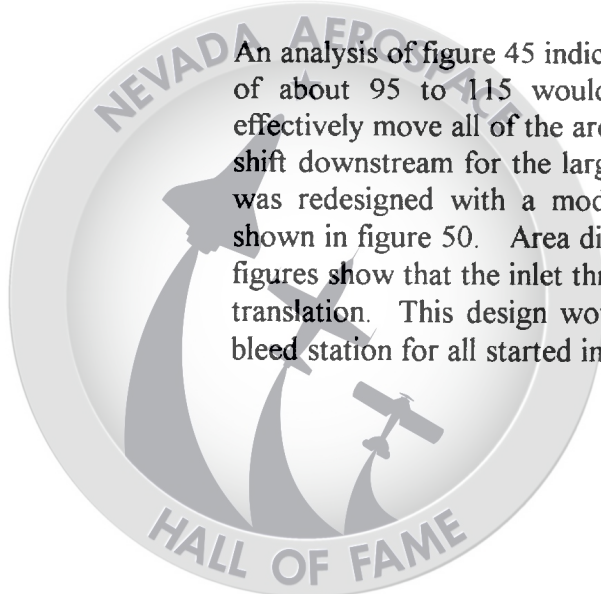 NEVADA AEROSPACE
HALL OF FAME
An analysis of figure 45 indic
of about 95 to 115 would
effectively move all of the are
shift downstream for the larg
was redesigned with a mod
shown in figure 50. Area di
figures show that the inlet thr
translation. This design wo
bleed station for all started in